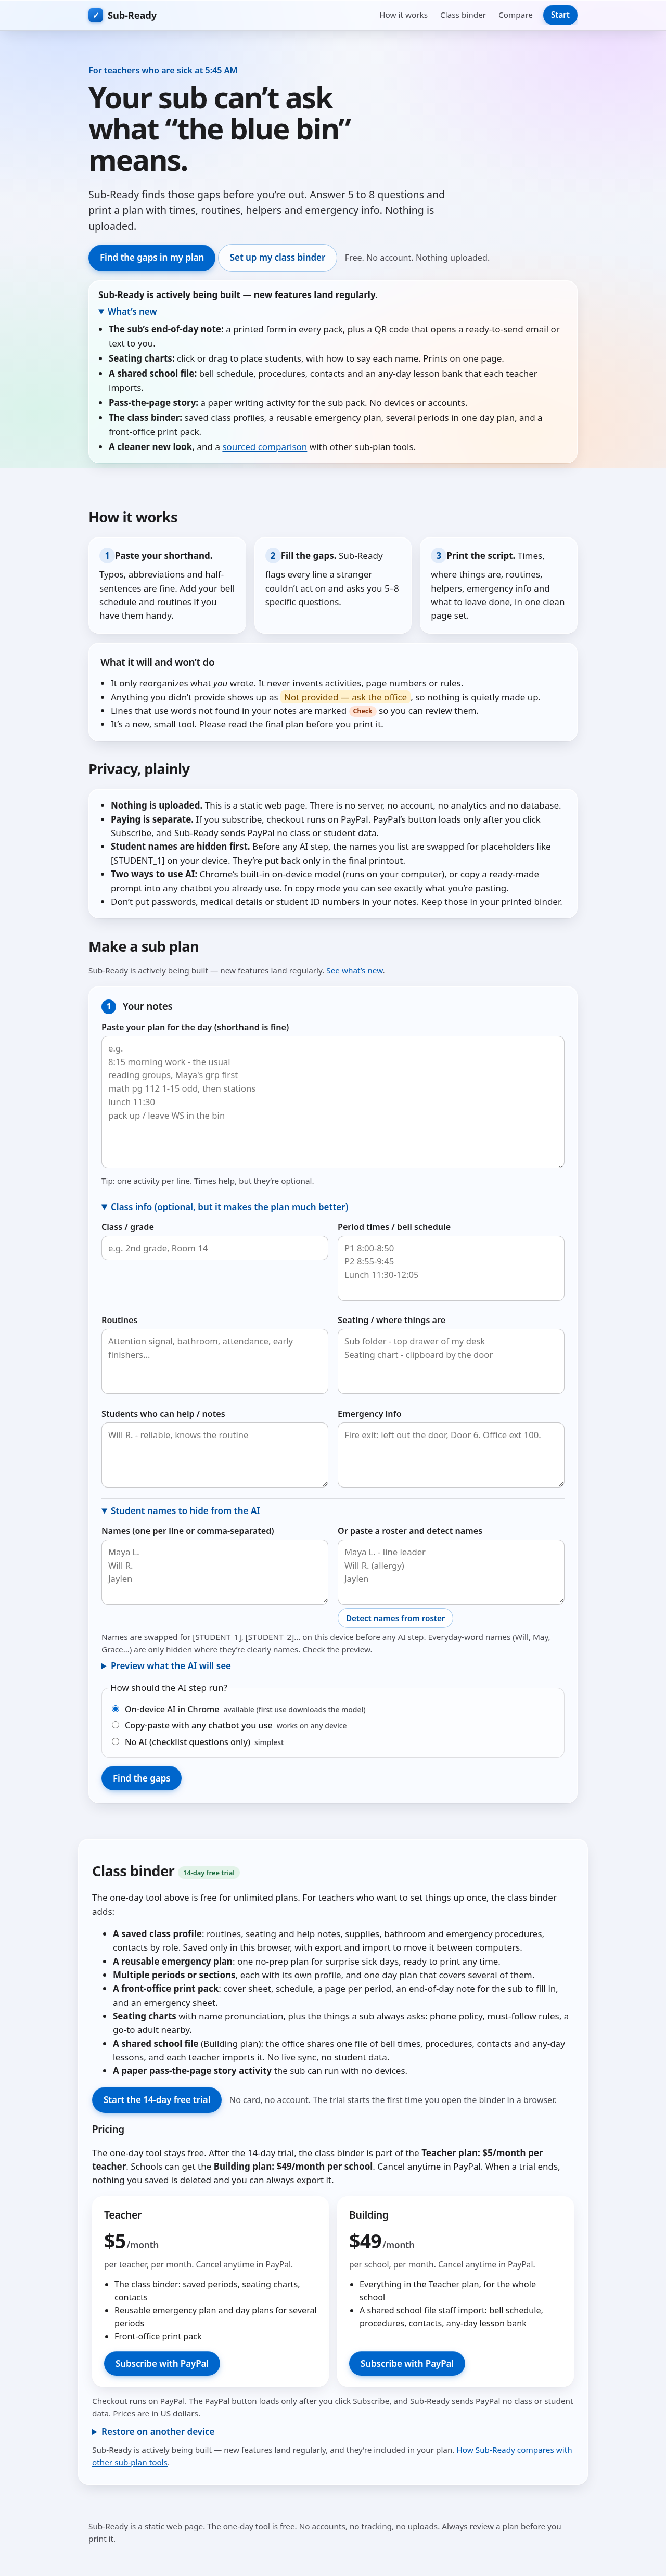 ✓ Sub-Ready
How it works Class binder Compare Start
For teachers who are sick at 5:45 AM
Your sub can’t ask
what “the blue bin”
means.
Sub-Ready finds those gaps before you’re out. Answer 5 to 8 questions and
print a plan with times, routines, helpers and emergency info. Nothing is
uploaded.
Find the gaps in my plan Set up my class binder Free. No account. Nothing uploaded.
Sub-Ready is actively being built — new features land regularly.
▼ What’s new
• The sub’s end-of-day note: a printed form in every pack, plus a QR code that opens a ready-to-send email or
text to you.
• Seating charts: click or drag to place students, with how to say each name. Prints on one page.
• A shared school file: bell schedule, procedures, contacts and an any-day lesson bank that each teacher
imports.
• Pass-the-page story: a paper writing activity for the sub pack. No devices or accounts.
• The class binder: saved class profiles, a reusable emergency plan, several periods in one day plan, and a
front-office print pack.
• A cleaner new look, and a sourced comparison with other sub-plan tools.
How it works
1 Paste your shorthand.
Typos, abbreviations and half-
sentences are fine. Add your bell
schedule and routines if you
have them handy.
2 Fill the gaps. Sub-Ready
flags every line a stranger
couldn’t act on and asks you 5–8
specific questions.
3 Print the script. Times,
where things are, routines,
helpers, emergency info and
what to leave done, in one clean
page set.
What it will and won’t do
• It only reorganizes what you wrote. It never invents activities, page numbers or rules.
• Anything you didn’t provide shows up as Not provided — ask the office , so nothing is quietly made up.
• Lines that use words not found in your notes are marked Check so you can review them.
• It’s a new, small tool. Please read the final plan before you print it.
Privacy, plainly
• Nothing is uploaded. This is a static web page. There is no server, no account, no analytics and no database.
• Paying is separate. If you subscribe, checkout runs on PayPal. PayPal’s button loads only after you click
Subscribe, and Sub-Ready sends PayPal no class or student data.
• Student names are hidden first. Before any AI step, the names you list are swapped for placeholders like
[STUDENT_1] on your device. They’re put back only in the final printout.
• Two ways to use AI: Chrome’s built-in on-device model (runs on your computer), or copy a ready-made
prompt into any chatbot you already use. In copy mode you can see exactly what you’re pasting.
• Don’t put passwords, medical details or student ID numbers in your notes. Keep those in your printed binder.
Make a sub plan
Sub-Ready is actively being built — new features land regularly. See what’s new.
1 Your notes
Paste your plan for the day (shorthand is fine)
e.g.
8:15 morning work - the usual
reading groups, Maya's grp first
math pg 112 1-15 odd, then stations
lunch 11:30
pack up / leave WS in the bin
Tip: one activity per line. Times help, but they’re optional.
▼ Class info (optional, but it makes the plan much better)
Class / grade
e.g. 2nd grade, Room 14
Period times / bell schedule
P1 8:00-8:50
P2 8:55-9:45
Lunch 11:30-12:05
Routines
Attention signal, bathroom, attendance, early
finishers...
Seating / where things are
Sub folder - top drawer of my desk
Seating chart - clipboard by the door
Students who can help / notes
Will R. - reliable, knows the routine
Emergency info
Fire exit: left out the door, Door 6. Office ext 100.
▼ Student names to hide from the AI
Names (one per line or comma-separated)
Maya L.
Will R.
Jaylen
Or paste a roster and detect names
Maya L. - line leader
Will R. (allergy)
Jaylen
Detect names from roster
Names are swapped for [STUDENT_1], [STUDENT_2]... on this device before any AI step. Everyday-word names (Will, May,
Grace...) are only hidden where they’re clearly names. Check the preview.
▶ Preview what the AI will see
How should the AI step run?
On-device AI in Chrome available (first use downloads the model)
Copy-paste with any chatbot you use works on any device
No AI (checklist questions only) simplest
Find the gaps
Class binder 14-day free trial
The one-day tool above is free for unlimited plans. For teachers who want to set things up once, the class binder
adds:
• A saved class profile: routines, seating and help notes, supplies, bathroom and emergency procedures,
contacts by role. Saved only in this browser, with export and import to move it between computers.
• A reusable emergency plan: one no-prep plan for surprise sick days, ready to print any time.
• Multiple periods or sections, each with its own profile, and one day plan that covers several of them.
• A front-office print pack: cover sheet, schedule, a page per period, an end-of-day note for the sub to fill in,
and an emergency sheet.
• Seating charts with name pronunciation, plus the things a sub always asks: phone policy, must-follow rules, a
go-to adult nearby.
• A shared school file (Building plan): the office shares one file of bell times, procedures, contacts and any-day
lessons, and each teacher imports it. No live sync, no student data.
• A paper pass-the-page story activity the sub can run with no devices.
Start the 14-day free trial No card, no account. The trial starts the first time you open the binder in a browser.
Pricing
The one-day tool stays free. After the 14-day trial, the class binder is part of the Teacher plan: $5/month per
teacher. Schools can get the Building plan: $49/month per school. Cancel anytime in PayPal. When a trial ends,
nothing you saved is deleted and you can always export it.
Teacher
$5/month
per teacher, per month. Cancel anytime in PayPal.
• The class binder: saved periods, seating charts,
contacts
• Reusable emergency plan and day plans for several
periods
• Front-office print pack
Subscribe with PayPal
Building
$49/month
per school, per month. Cancel anytime in PayPal.
• Everything in the Teacher plan, for the whole
school
• A shared school file staff import: bell schedule,
procedures, contacts, any-day lesson bank
Subscribe with PayPal
Checkout runs on PayPal. The PayPal button loads only after you click Subscribe, and Sub-Ready sends PayPal no class or student
data. Prices are in US dollars.
▶ Restore on another device
Sub-Ready is actively being built — new features land regularly, and they’re included in your plan. How Sub-Ready compares with
other sub-plan tools.
Sub-Ready is a static web page. The one-day tool is free. No accounts, no tracking, no uploads. Always review a plan before you
print it.